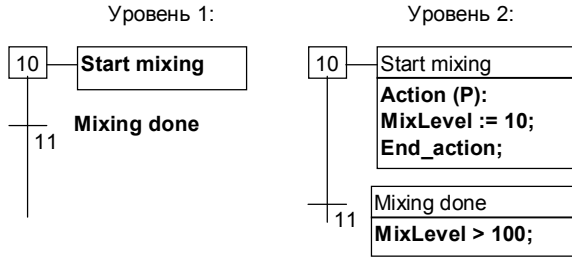 Уровень 1:
10 Start mixing
Mixing done
11
Уровень 2:
10 Start mixing
Action (P):
MixLevel := 10;
End_action;
Mixing done
11
MixLevel > 100;